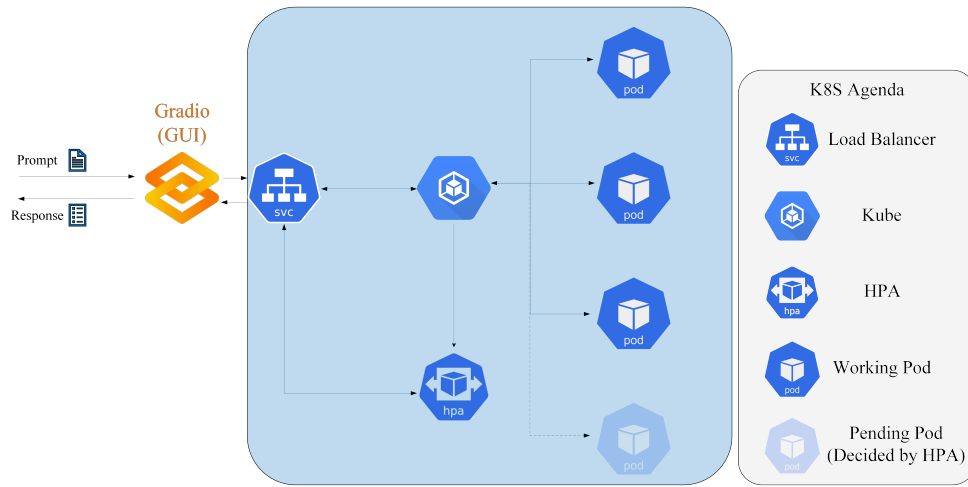 Gradio
(GUI)
Prompt
Response
svc
hpa
pod
pod
pod
pod
K8S Agenda
svc
Load Balancer
Kube
hpa
HPA
pod
Working Pod
pod
Pending Pod
(Decided by HPA)